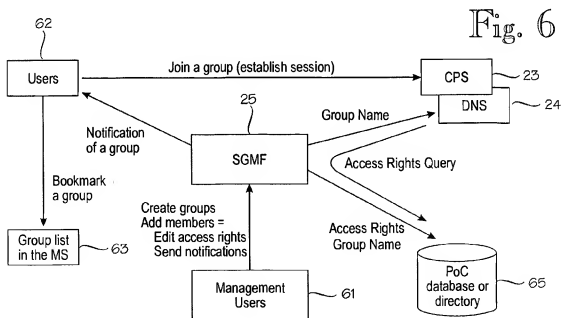 Fig. 6
62
Users
Join a group (establish session)
CPS
23
DNS
24
25
Group Name
Notification
of a group
SGMF
Access Rights Query
Bookmark
a group
Create groups
Add members =
Edit access rights
Send notifications
Access Rights
Group Name
Group list
in the MS
63
Management
Users
61
PoC
database or
directory
65